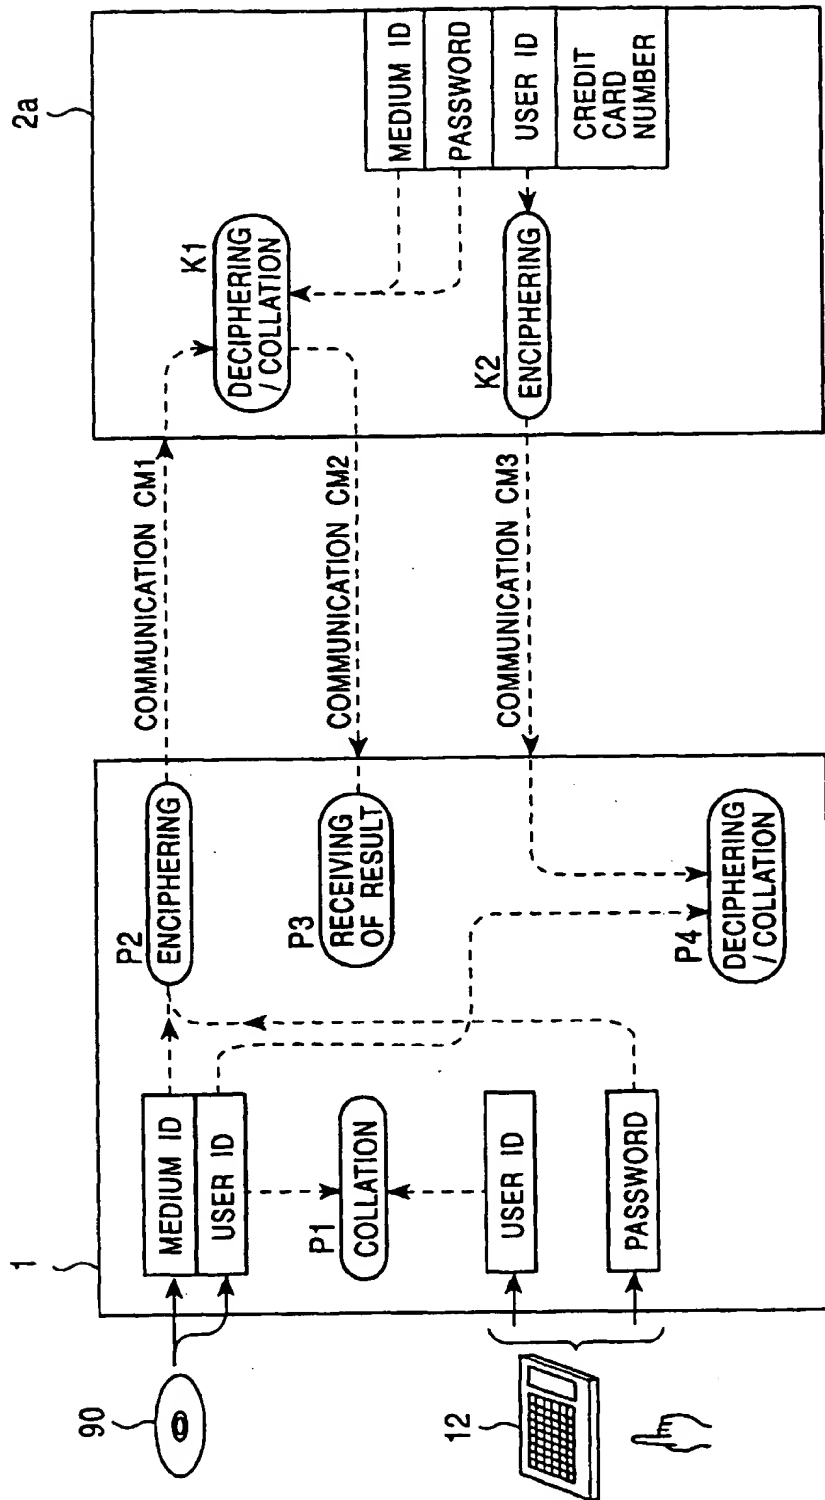 1
2a
90
12
MEDIUM ID
USER ID
P1
COLLATION
USER ID
PASSWORD
P2
ENCIPHERING
P3
RECEIVING
OF RESULT
P4
DECIPHERING
/ COLLATION
COMMUNICATION CM1
COMMUNICATION CM2
COMMUNICATION CM3
K1
DECIPHERING
/ COLLATION
K2
ENCIPHERING
MEDIUM ID
PASSWORD
USER ID
CREDIT
CARD
NUMBER